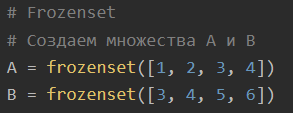 # Frozenset
# Создаем множества A и B
A = frozenset([1, 2, 3, 4])
B = frozenset([3, 4, 5, 6])